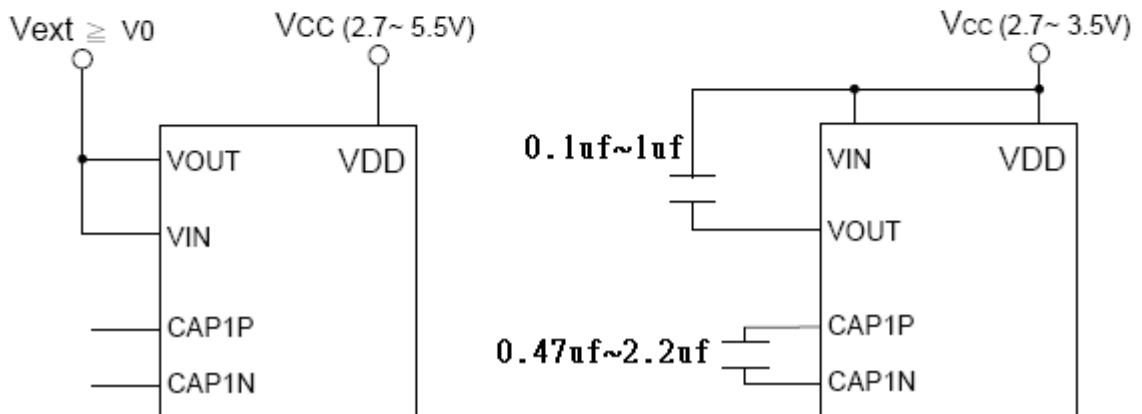 Vext ≧ V0
VCC (2.7~ 5.5V)
VOUT
VDD
VIN
CAP1P
CAP1N
Vcc (2.7~ 3.5V)
0.1uf~1uf
VIN
VDD
VOUT
0.47uf~2.2uf
CAP1P
CAP1N